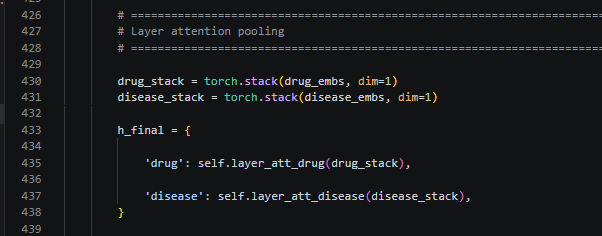 426 # ==========================================================
427 # Layer attention pooling
428 # ==========================================================
429
430 drug_stack = torch.stack(drug_embs, dim=1)
431 disease_stack = torch.stack(disease_embs, dim=1)
432
433 h_final = {
434
435 'drug': self.layer_att_drug(drug_stack),
436
437 'disease': self.layer_att_disease(disease_stack),
438 }
439